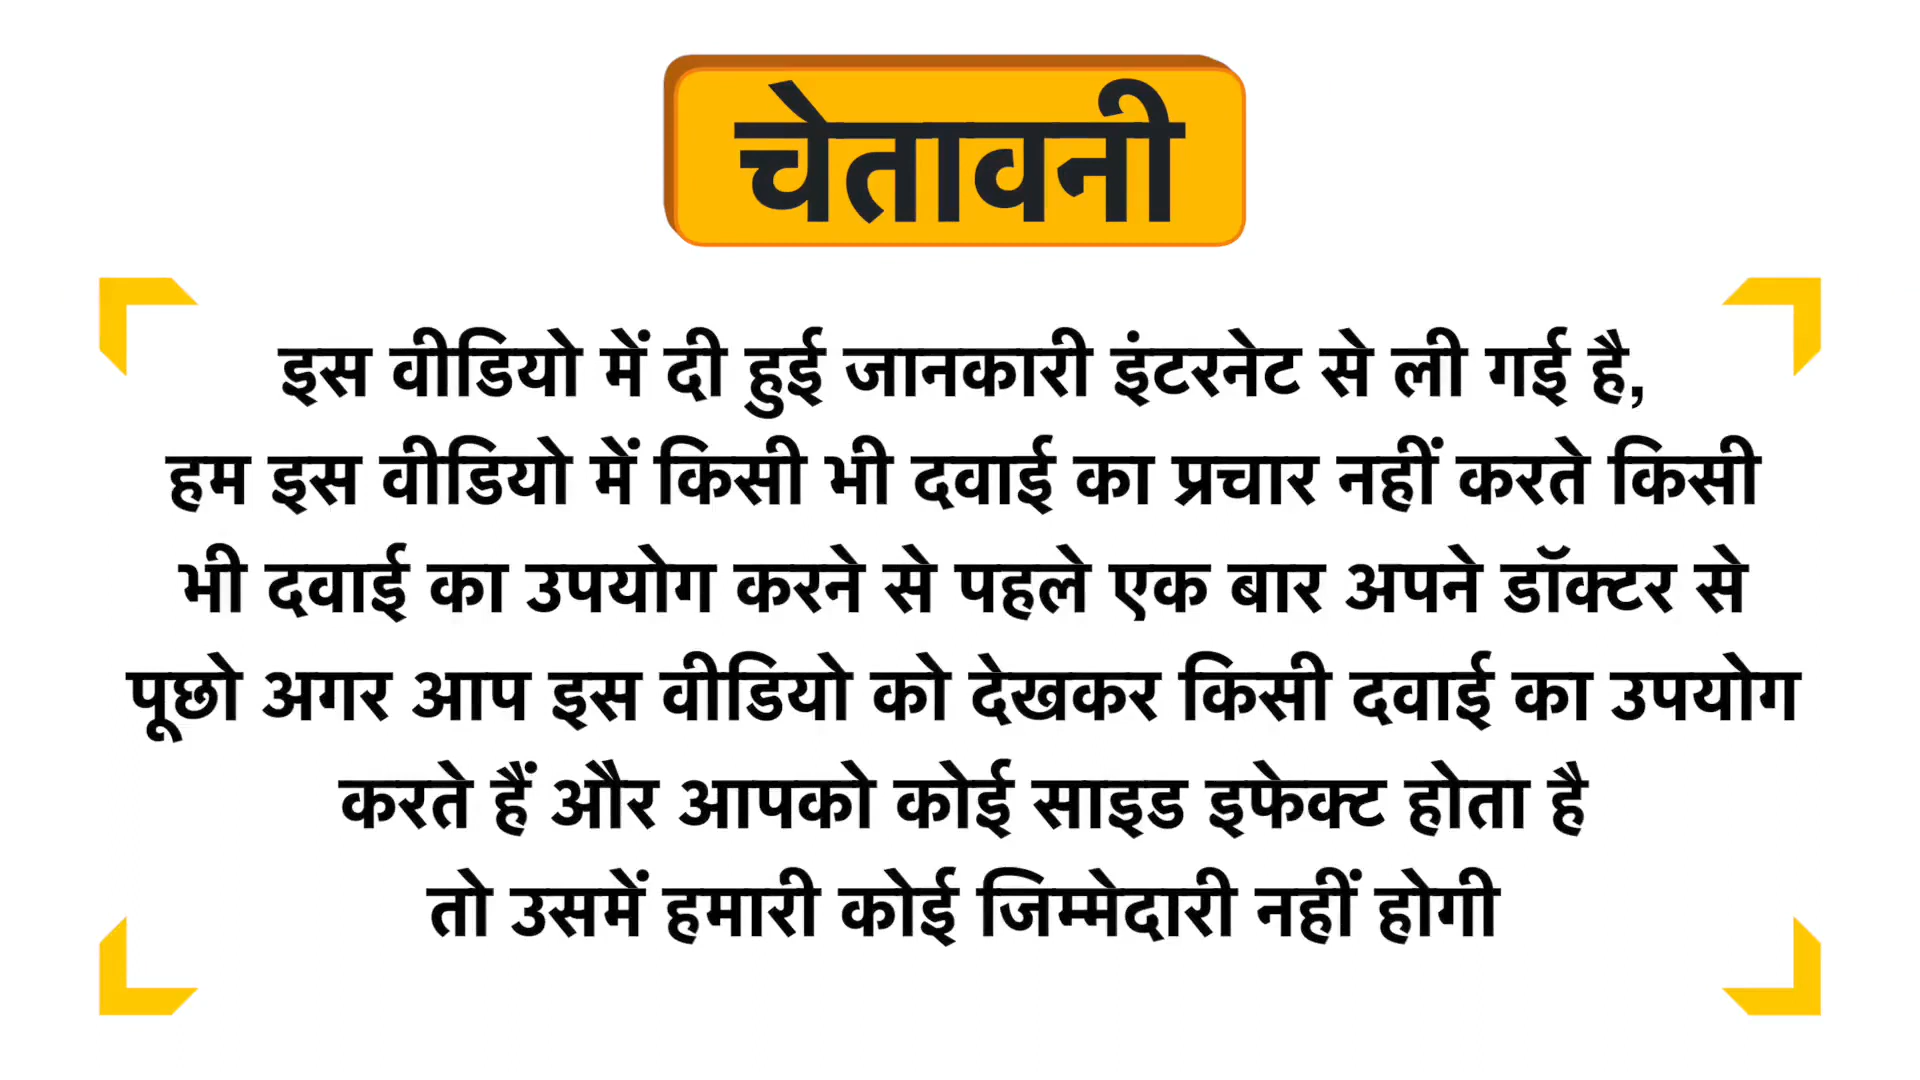 चेतावनी
इस वीडियो में दी हुई जानकारी इंटरनेट से ली गई है,
हम इस वीडियो में किसी भी दवाई का प्रचार नहीं करते किसी
भी दवाई का उपयोग करने से पहले एक बार अपने डॉक्टर से
पूछो अगर आप इस वीडियो को देखकर किसी दवाई का उपयोग
करते हैं और आपको कोई साइड इफेक्ट होता है
तो उसमें हमारी कोई जिम्मेदारी नहीं होगी